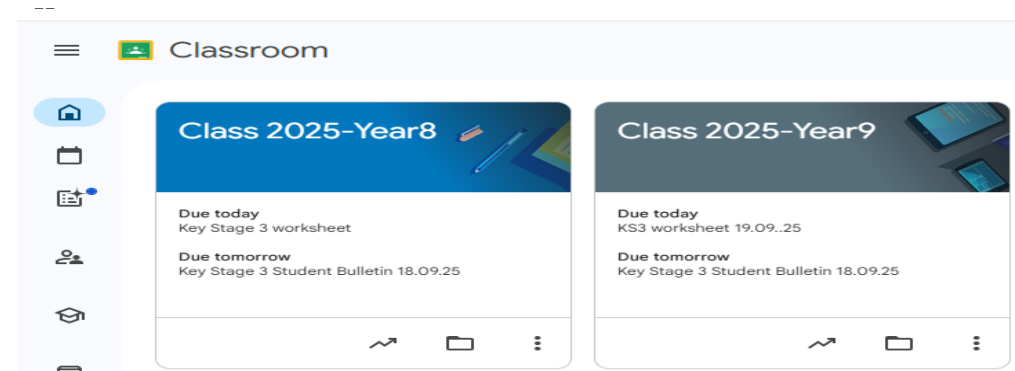 Classroom
Class 2025-Year8
Due today
Key Stage 3 worksheet
Due tomorrow
Key Stage 3 Student Bulletin 18.09.25
Class 2025-Year9
Due today
KS3 worksheet 19.09..25
Due tomorrow
Key Stage 3 Student Bulletin 18.09.25